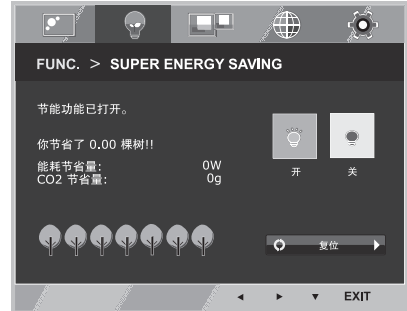 FUNC. > SUPER ENERGY SAVING
节能功能已打开。
你节省了 0.00 棵树!!
能耗节省量: 0W
CO2 节省量: 0g
开 关
复位
EXIT